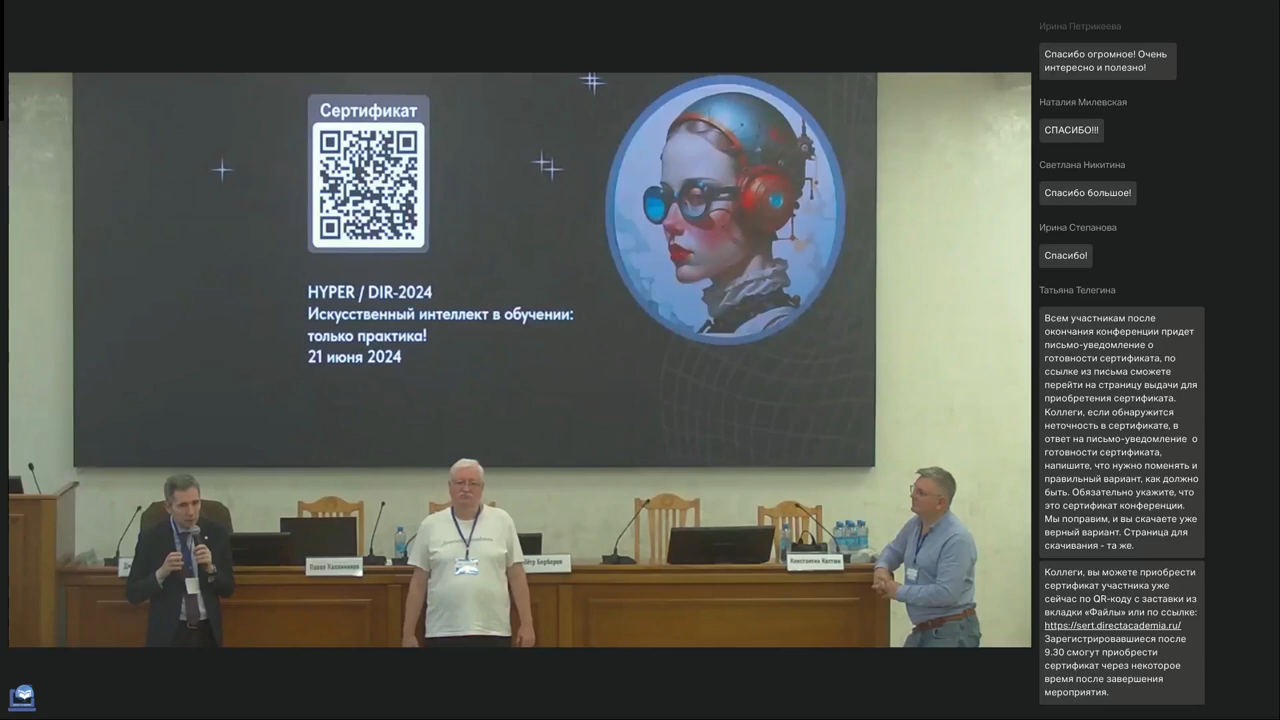 Сертификат
HYPER / DIR-2024
Искусственный интеллект в обучении:
только практика!
21 июня 2024
Павел Калинников
Пётр Берберов
Константин Костюк
Ирина Петрикеева
Спасибо огромное! Очень
интересно и полезно!
Наталия Милевская
СПАСИБО!!!
Светлана Никитина
Спасибо большое!
Ирина Степанова
Спасибо!
Татьяна Телегина
Всем участникам после
окончания конференции придет
письмо-уведомление о
готовности сертификата, по
ссылке из письма сможете
перейти на страницу выдачи для
приобретения сертификата.
Коллеги, если обнаружится
неточность в сертификате, в
ответ на письмо-уведомление о
готовности сертификата,
напишите, что нужно поменять и
правильный вариант, как должно
быть. Обязательно укажите, что
это сертификат конференции.
Мы поправим, и вы скачаете уже
верный вариант. Страница для
скачивания - та же.
Коллеги, вы можете приобрести
сертификат участника уже
сейчас по QR-коду с заставки из
вкладки «Файлы» или по ссылке:
https://sert.directacademia.ru/
Зарегистрировавшиеся после
9.30 смогут приобрести
сертификат через некоторое
время после завершения
мероприятия.